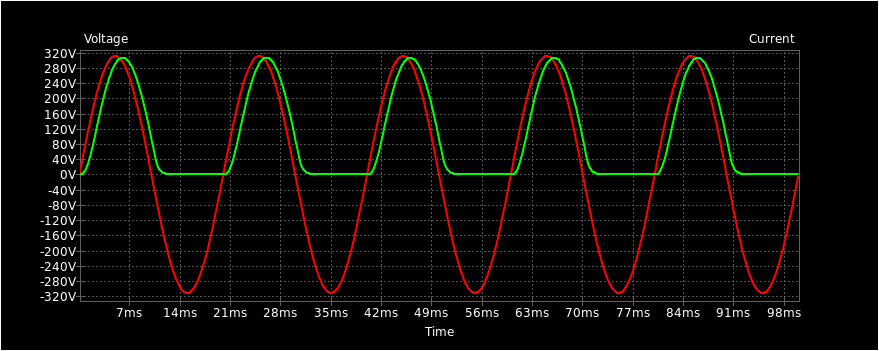 Voltage Current
320V
280V
240V
200V
160V
120V
80V
40V
0V
-40V
-80V
-120V
-160V
-200V
-240V
-280V
-320V
7ms 14ms 21ms 28ms 35ms 42ms 49ms 56ms 63ms 70ms 77ms 84ms 91ms 98ms
Time